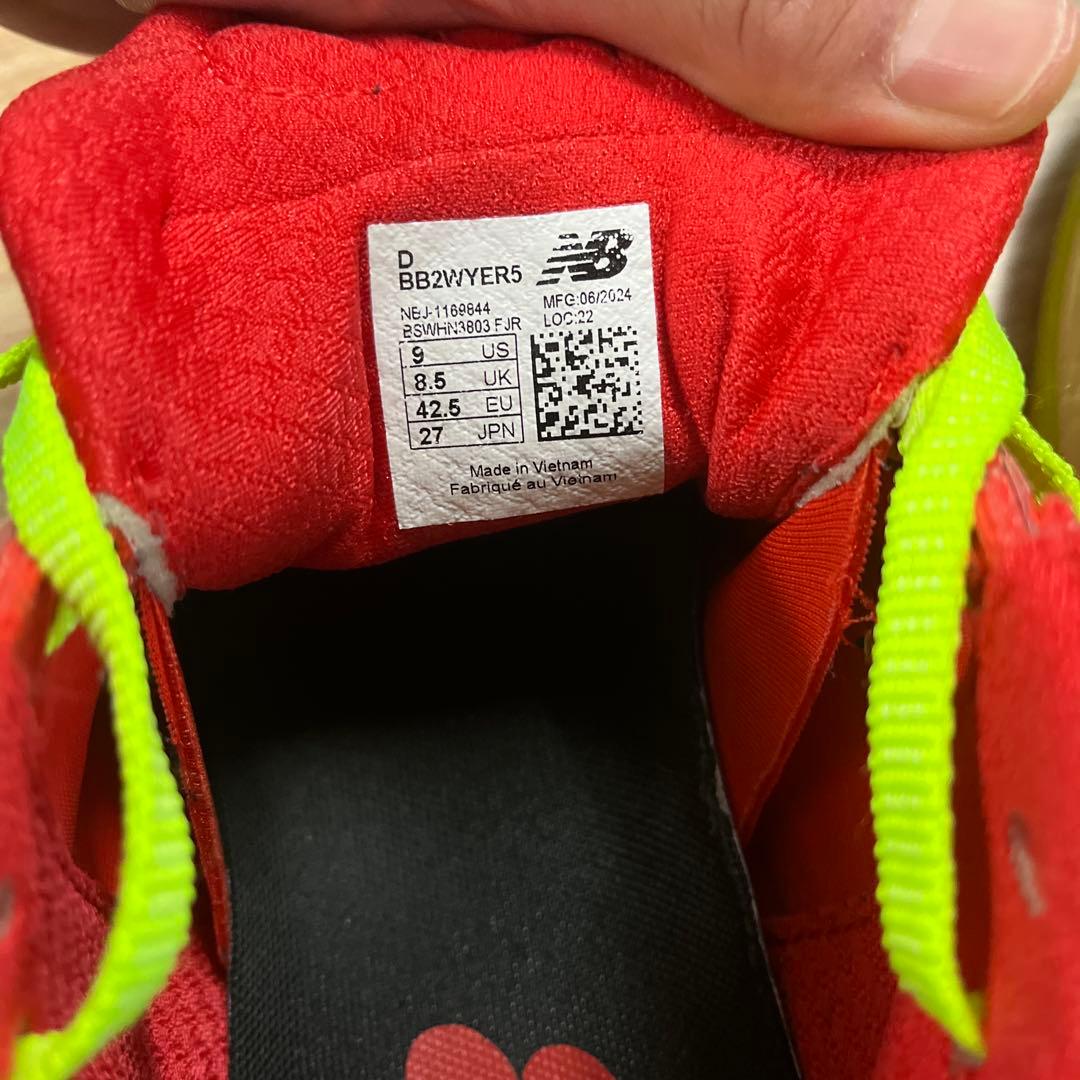 D
BB2WYER5
NB
NBJ-1169844
BSWHN3803 FJR
MFG:06/2024
LOC:22
9 US
8.5 UK
42.5 EU
27 JPN
Made in Vietnam
Fabriqué au Vietnam